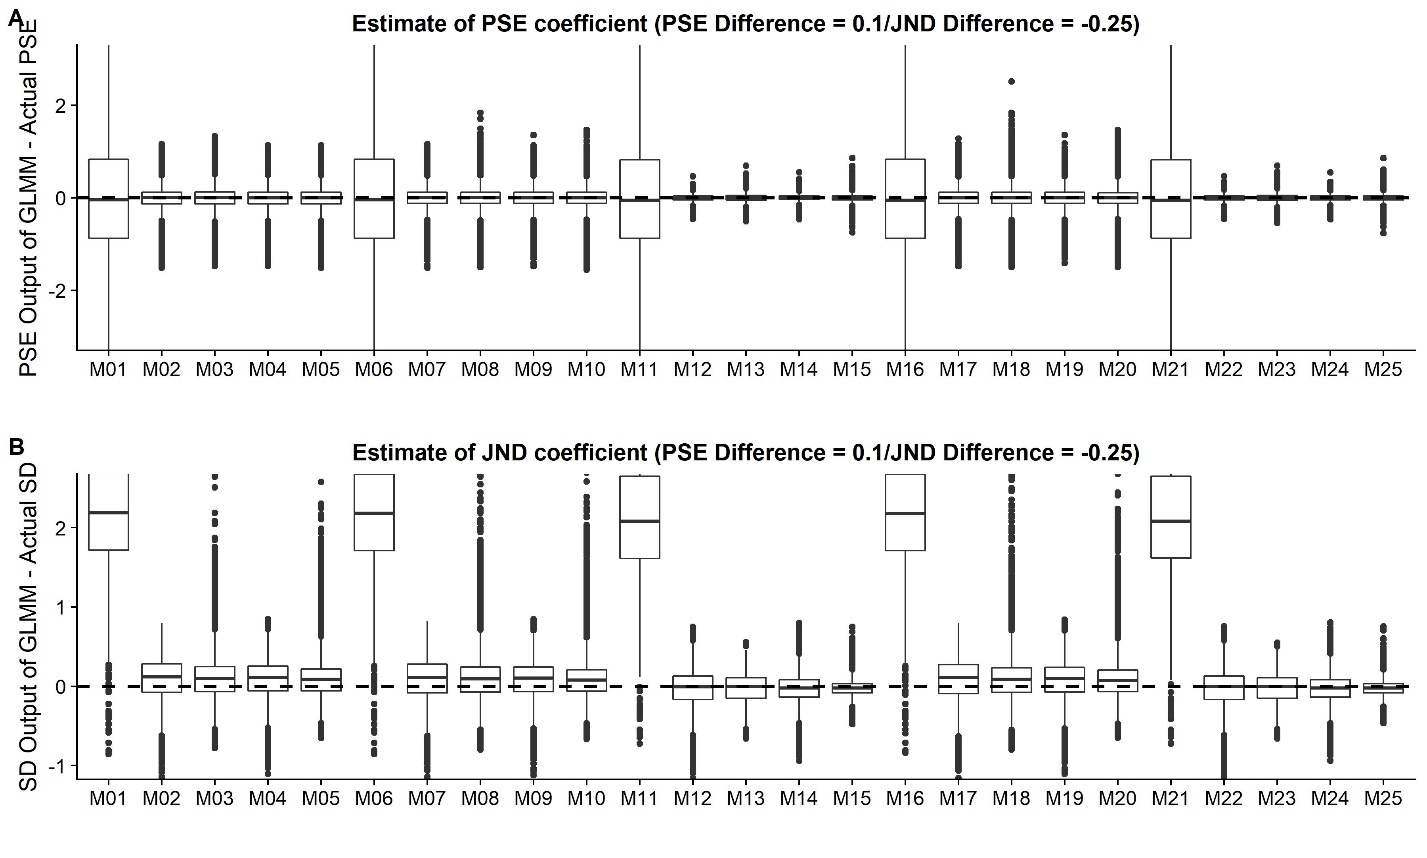 A
Estimate of PSE coefficient (PSE Difference = 0.1/JND Difference = -0.25)
PSE Output of GLMM - Actual PSE
2
0
-2
M01 M02 M03 M04 M05 M06 M07 M08 M09 M10 M11 M12 M13 M14 M15 M16 M17 M18 M19 M20 M21 M22 M23 M24 M25
B
Estimate of JND coefficient (PSE Difference = 0.1/JND Difference = -0.25)
SD Output of GLMM - Actual SD
2
1
0
-1
M01 M02 M03 M04 M05 M06 M07 M08 M09 M10 M11 M12 M13 M14 M15 M16 M17 M18 M19 M20 M21 M22 M23 M24 M25